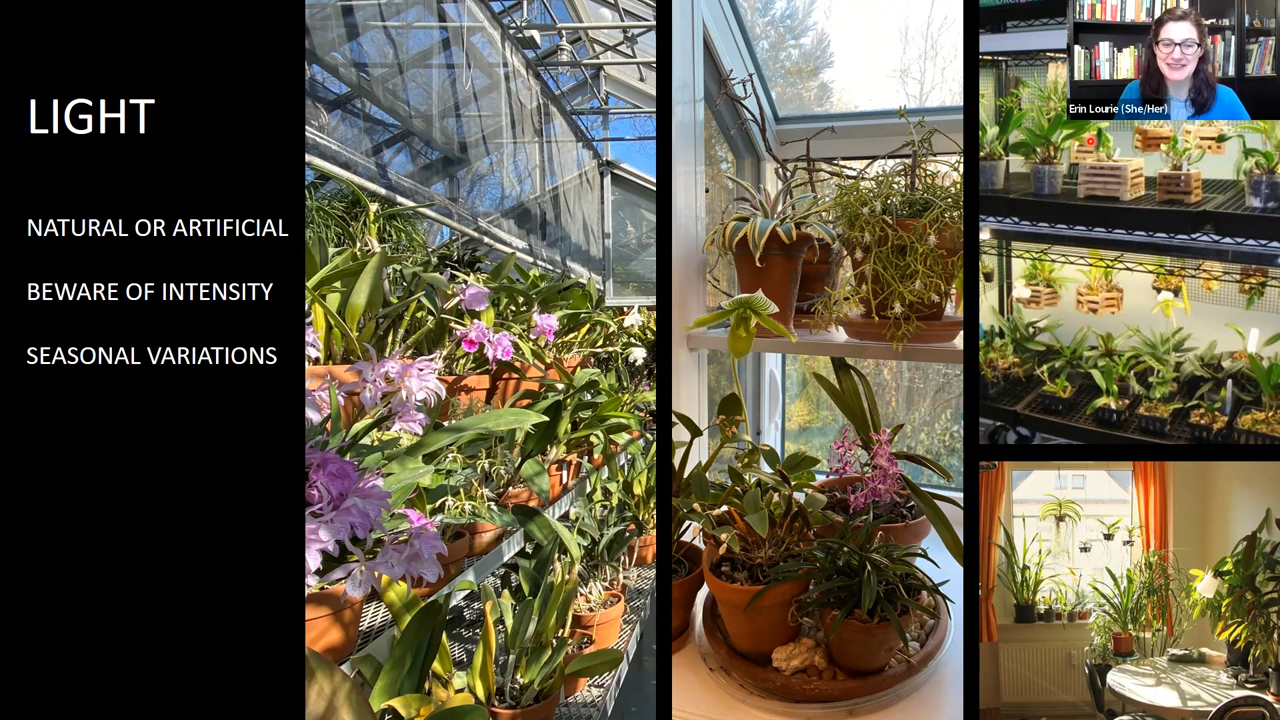 LIGHT
NATURAL OR ARTIFICIAL
BEWARE OF INTENSITY
SEASONAL VARIATIONS
Erin Lourie (She/Her)